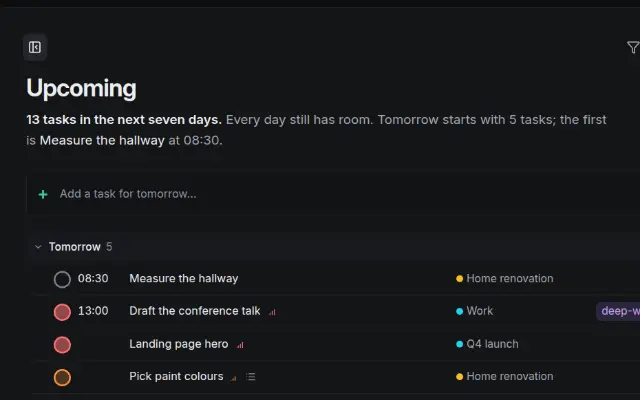 Upcoming
13 tasks in the next seven days. Every day still has room. Tomorrow starts with 5 tasks; the first
is Measure the hallway at 08:30.
Add a task for tomorrow...
Tomorrow 5
08:30 Measure the hallway Home renovation
13:00 Draft the conference talk Work deep-w
Landing page hero Q4 launch
Pick paint colours Home renovation